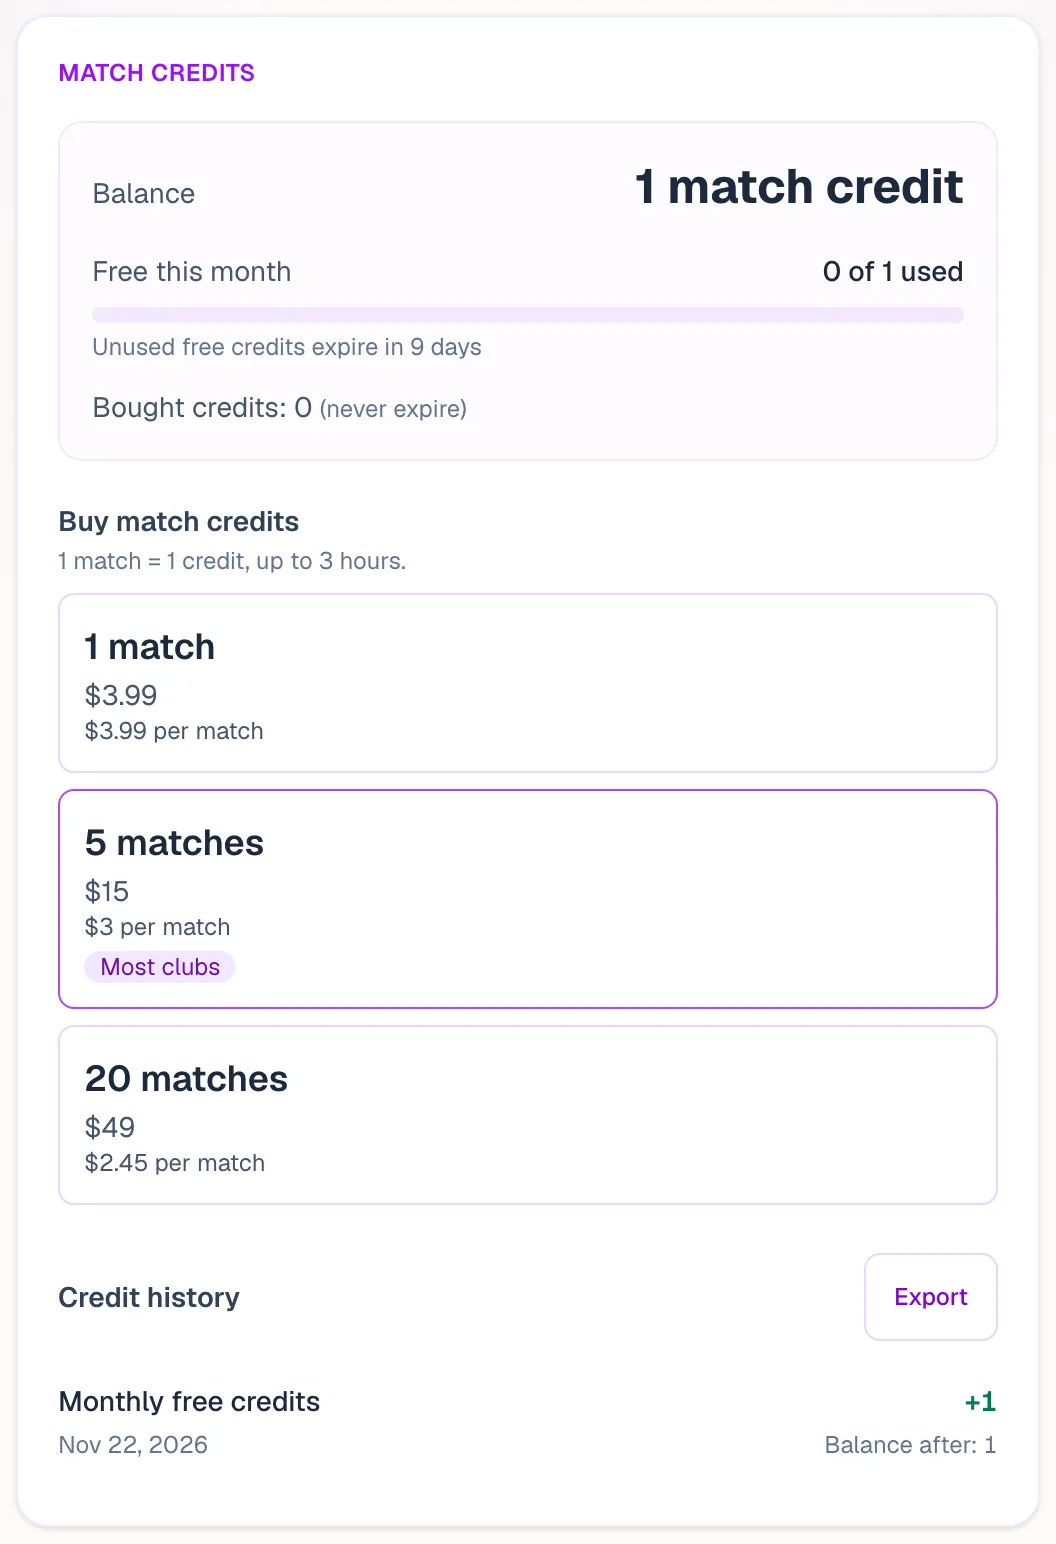 MATCH CREDITS
Balance
1 match credit
Free this month
0 of 1 used
Unused free credits expire in 9 days
Bought credits: 0 (never expire)
Buy match credits
1 match = 1 credit, up to 3 hours.
1 match
$3.99
$3.99 per match
5 matches
$15
$3 per match
Most clubs
20 matches
$49
$2.45 per match
Credit history
Export
Monthly free credits
+1
Nov 22, 2026
Balance after: 1